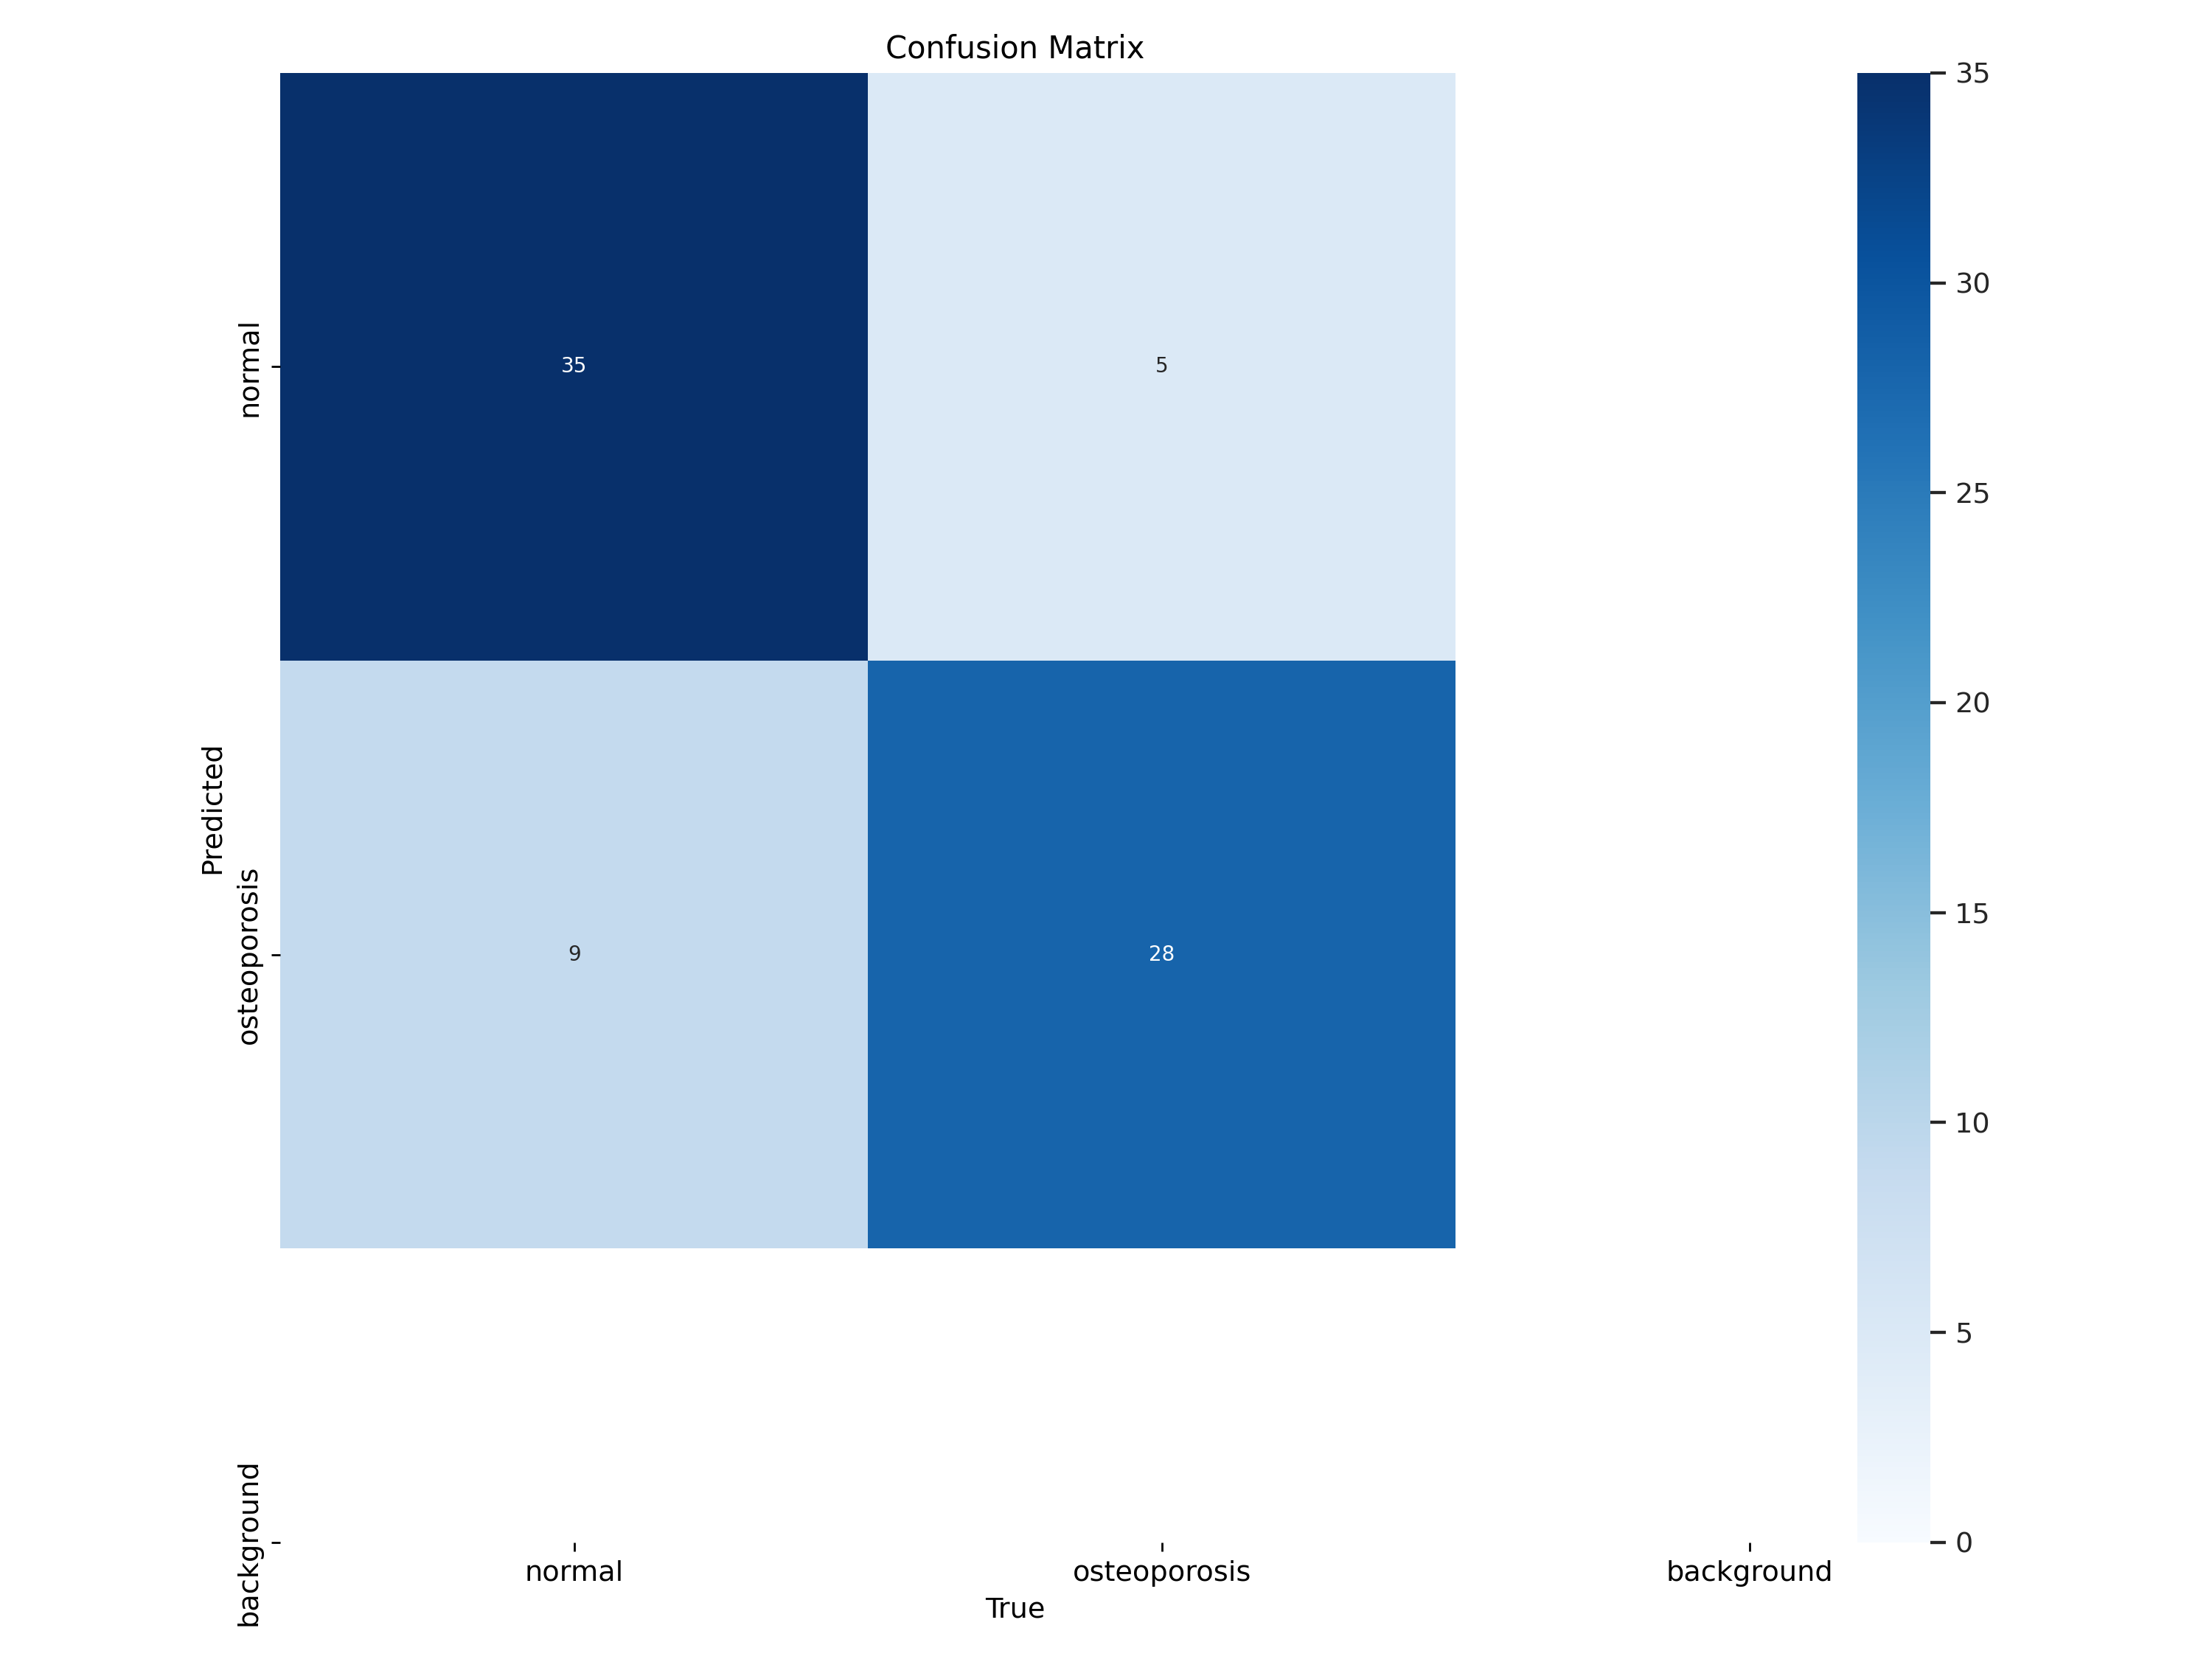 Confusion Matrix
35
30
25
20
15
10
5
0
normal
osteoporosis
background
Predicted
35
5
9
28
normal
osteoporosis
background
True